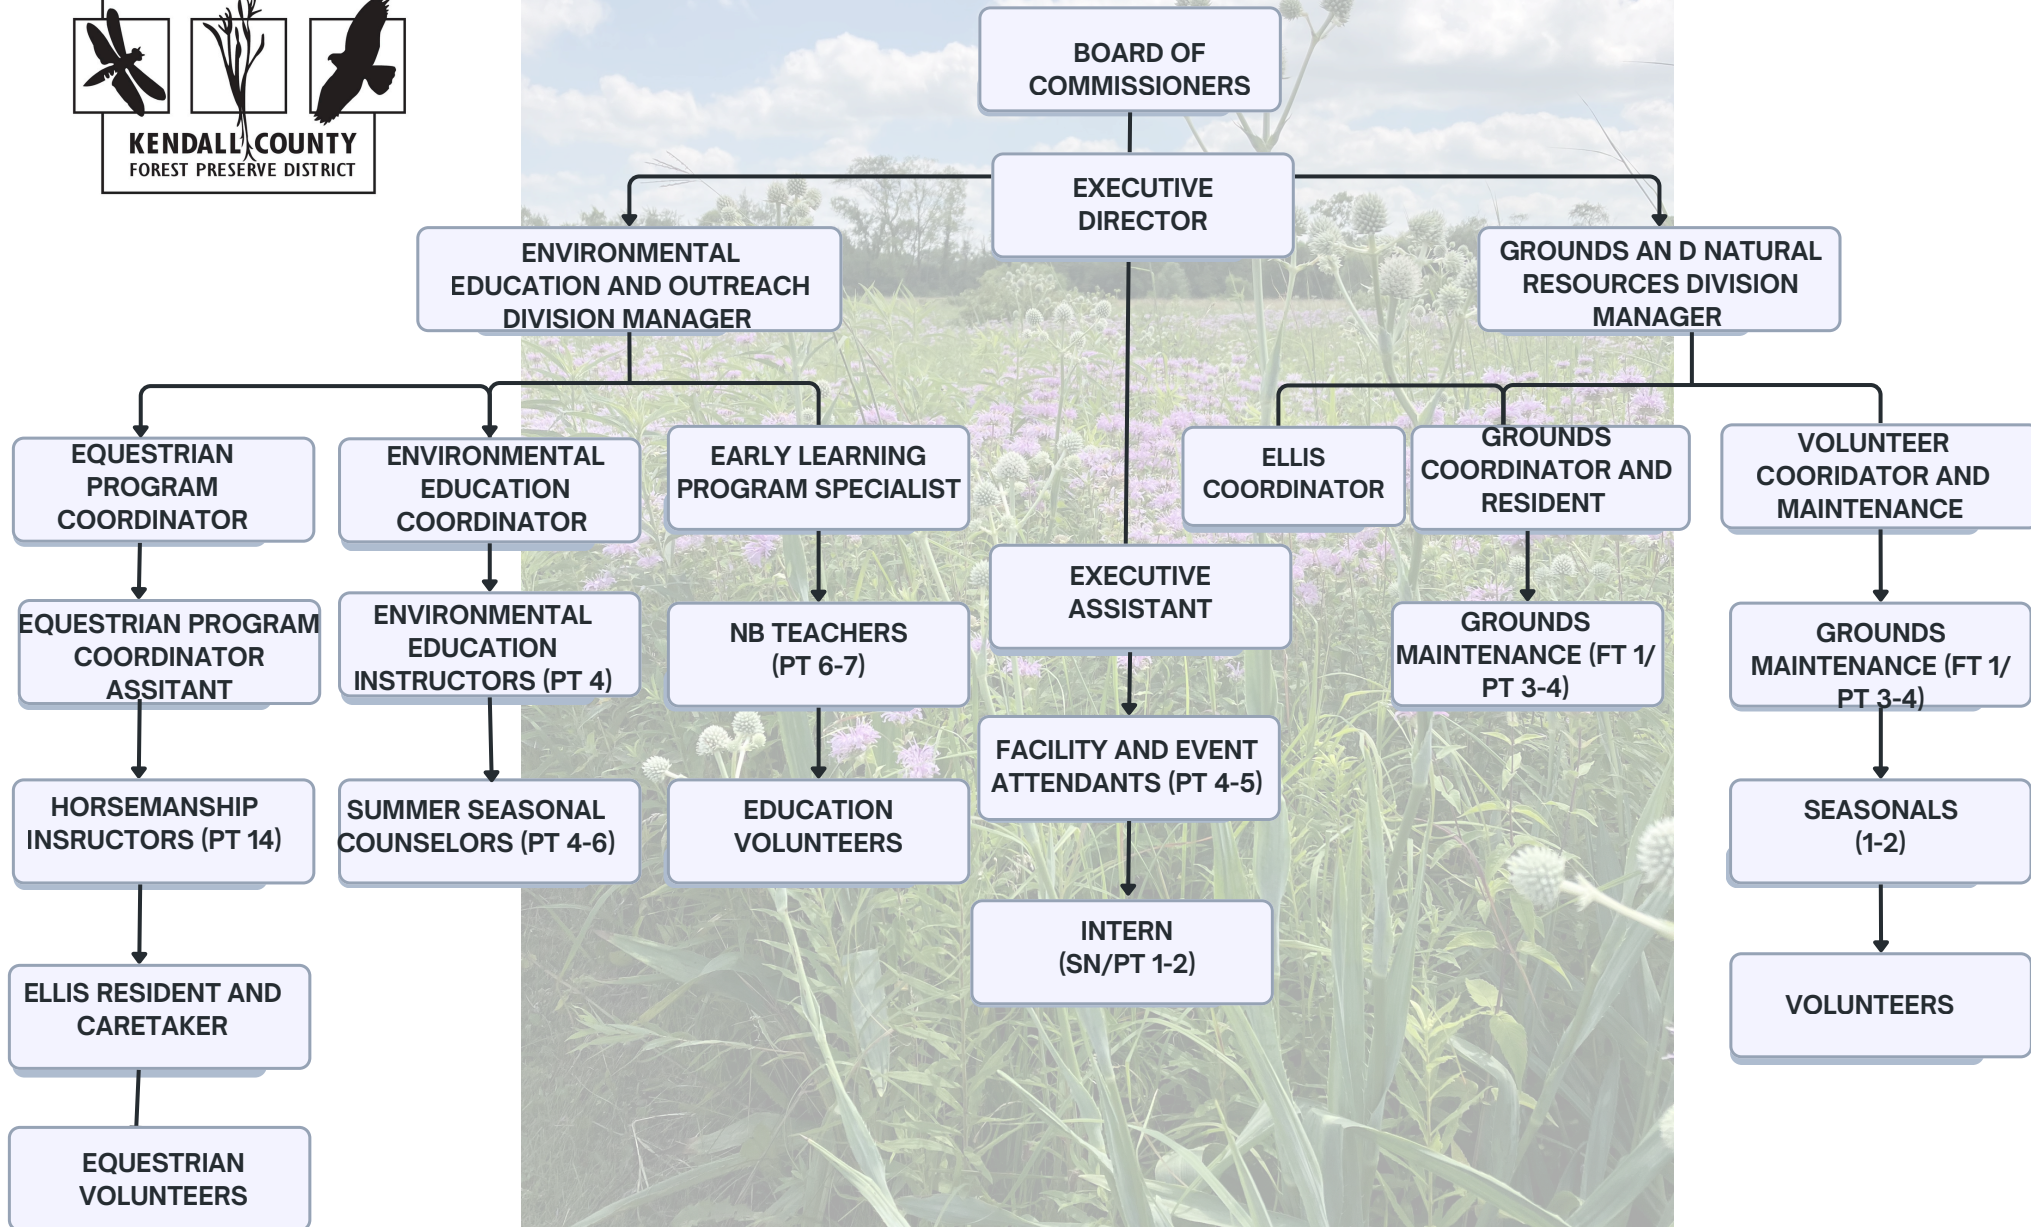 KENDALL COUNTY
FOREST PRESERVE DISTRICT
BOARD OF
COMMISSIONERS
EXECUTIVE
DIRECTOR
ENVIRONMENTAL
EDUCATION AND OUTREACH
DIVISION MANAGER
GROUNDS AN D NATURAL
RESOURCES DIVISION
MANAGER
EQUESTRIAN
PROGRAM
COORDINATOR
ENVIRONMENTAL
EDUCATION
COORDINATOR
EARLY LEARNING
PROGRAM SPECIALIST
ELLIS
COORDINATOR
GROUNDS
COORDINATOR AND
RESIDENT
VOLUNTEER
COORIDATOR AND
MAINTENANCE
EQUESTRIAN PROGRAM
COORDINATOR
ASSITANT
ENVIRONMENTAL
EDUCATION
INSTRUCTORS (PT 4)
NB TEACHERS
(PT 6-7)
EXECUTIVE
ASSISTANT
GROUNDS
MAINTENANCE (FT 1/
PT 3-4)
GROUNDS
MAINTENANCE (FT 1/
PT 3-4)
HORSEMANSHIP
INSRUCTORS (PT 14)
SUMMER SEASONAL
COUNSELORS (PT 4-6)
EDUCATION
VOLUNTEERS
FACILITY AND EVENT
ATTENDANTS (PT 4-5)
SEASONALS
(1-2)
INTERN
(SN/PT 1-2)
ELLIS RESIDENT AND
CARETAKER
VOLUNTEERS
EQUESTRIAN
VOLUNTEERS